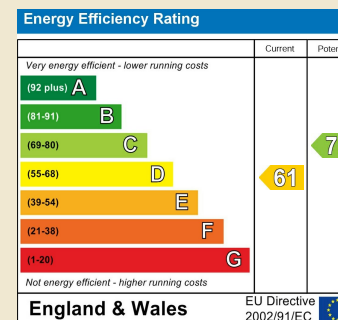 Energy Efficiency Rating
Current
Very energy efficient - lower running costs
(92 plus) A
(81-91) B
(69-80) C
(55-68) D
61
(39-54) E
(21-38) F
(1-20) G
Not energy efficient - higher running costs
England & Wales
EU Directive
2002/91/EC